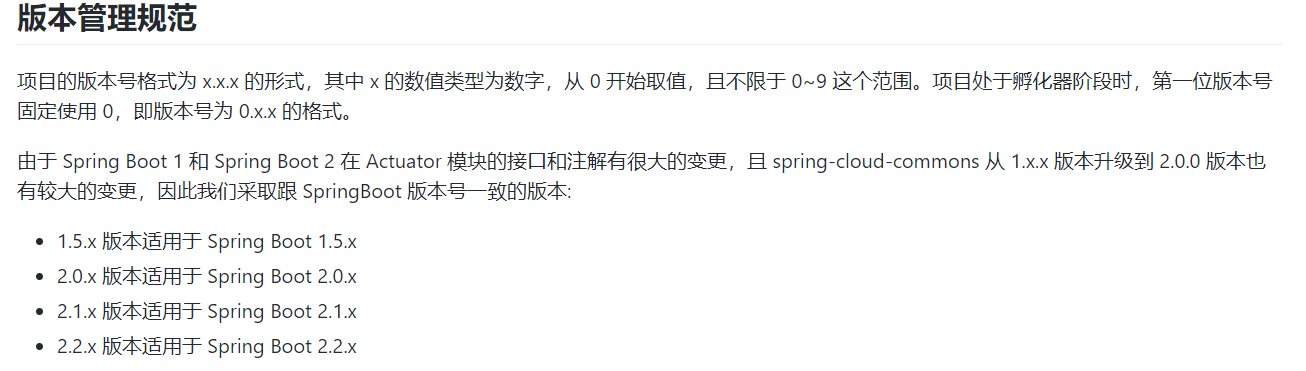 版本管理规范
项目的版本号格式为 x.x.x 的形式，其中 x 的数值类型为数字，从 0 开始取值，且不限于 0~9 这个范围。项目处于孵化器阶段时，第一位版本号
固定使用 0，即版本号为 0.x.x 的格式。
由于 Spring Boot 1 和 Spring Boot 2 在 Actuator 模块的接口和注解有很大的变更，且 spring-cloud-commons 从 1.x.x 版本升级到 2.0.0 版本也
有较大的变更，因此我们采取跟 SpringBoot 版本号一致的版本:
• 1.5.x 版本适用于 Spring Boot 1.5.x
• 2.0.x 版本适用于 Spring Boot 2.0.x
• 2.1.x 版本适用于 Spring Boot 2.1.x
• 2.2.x 版本适用于 Spring Boot 2.2.x